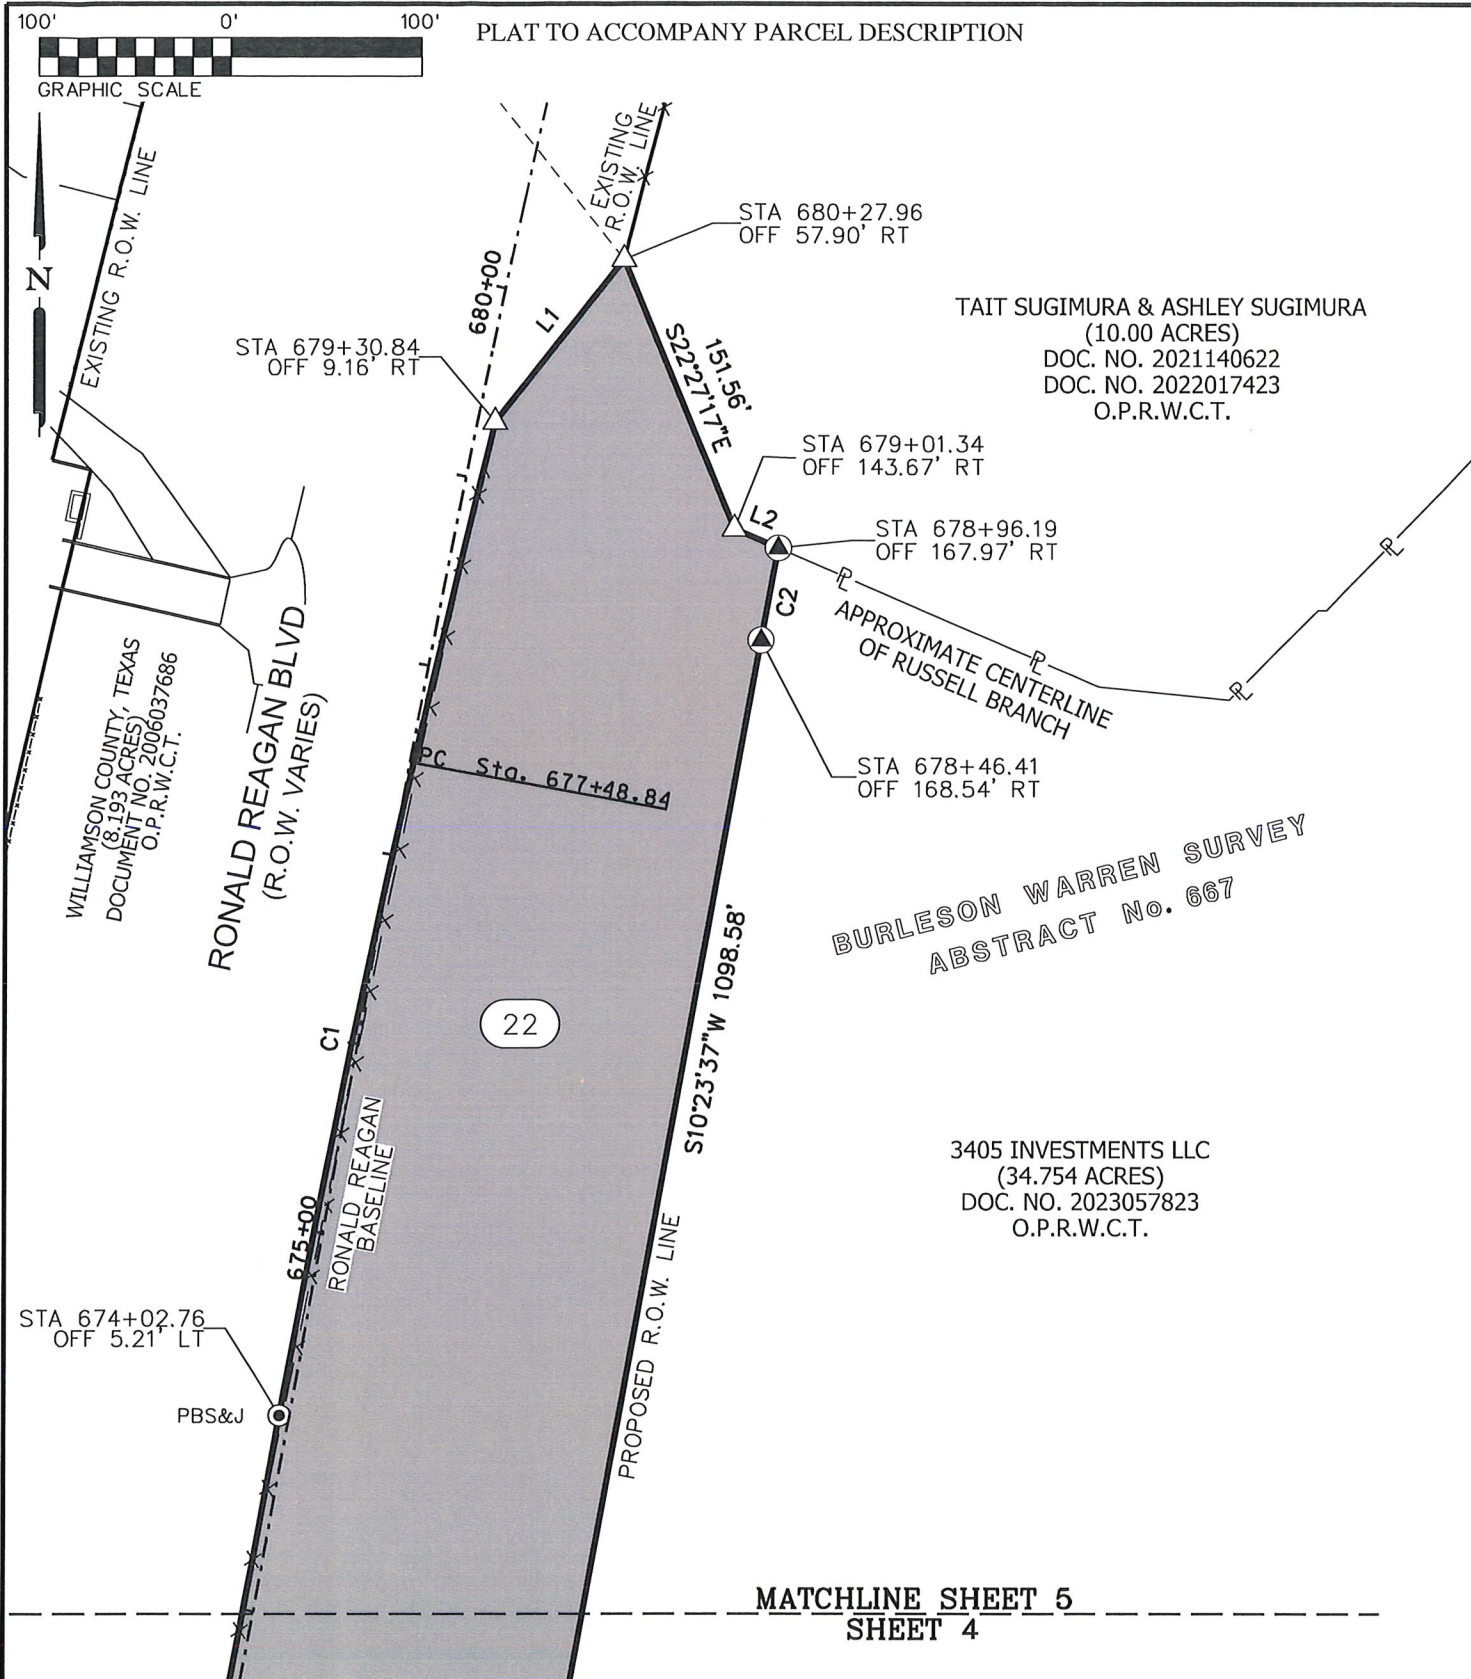 100' 0' 100'
GRAPHIC SCALE
PLAT TO ACCOMPANY PARCEL DESCRIPTION
N
EXISTING R.O.W. LINE
EXISTING
R.O.W. LINE
STA 680+27.96
OFF 57.90' RT
680+00
L1
STA 679+30.84
OFF 9.16' RT
151.56'
S22°27'17"E
TAIT SUGIMURA & ASHLEY SUGIMURA
(10.00 ACRES)
DOC. NO. 2021140622
DOC. NO. 2022017423
O.P.R.W.C.T.
STA 679+01.34
OFF 143.67' RT
L2
STA 678+96.19
OFF 167.97' RT
C2
PL
PL
PL
PL
APPROXIMATE CENTERLINE
OF RUSSELL BRANCH
STA 678+46.41
OFF 168.54' RT
WILLIAMSON COUNTY, TEXAS
(8.193 ACRES)
DOCUMENT NO. 2006037686
O.P.R.W.C.T.
RONALD REAGAN BLVD
(R.O.W. VARIES)
PC Sta. 677+48.84
BURLESON WARREN SURVEY
ABSTRACT No. 667
22
C1
S10°23'37"W 1098.58'
RONALD REAGAN
BASELINE
675+00
3405 INVESTMENTS LLC
(34.754 ACRES)
DOC. NO. 2023057823
O.P.R.W.C.T.
PROPOSED R.O.W. LINE
STA 674+02.76
OFF 5.21' LT
PBS&J
MATCHLINE SHEET 5
SHEET 4